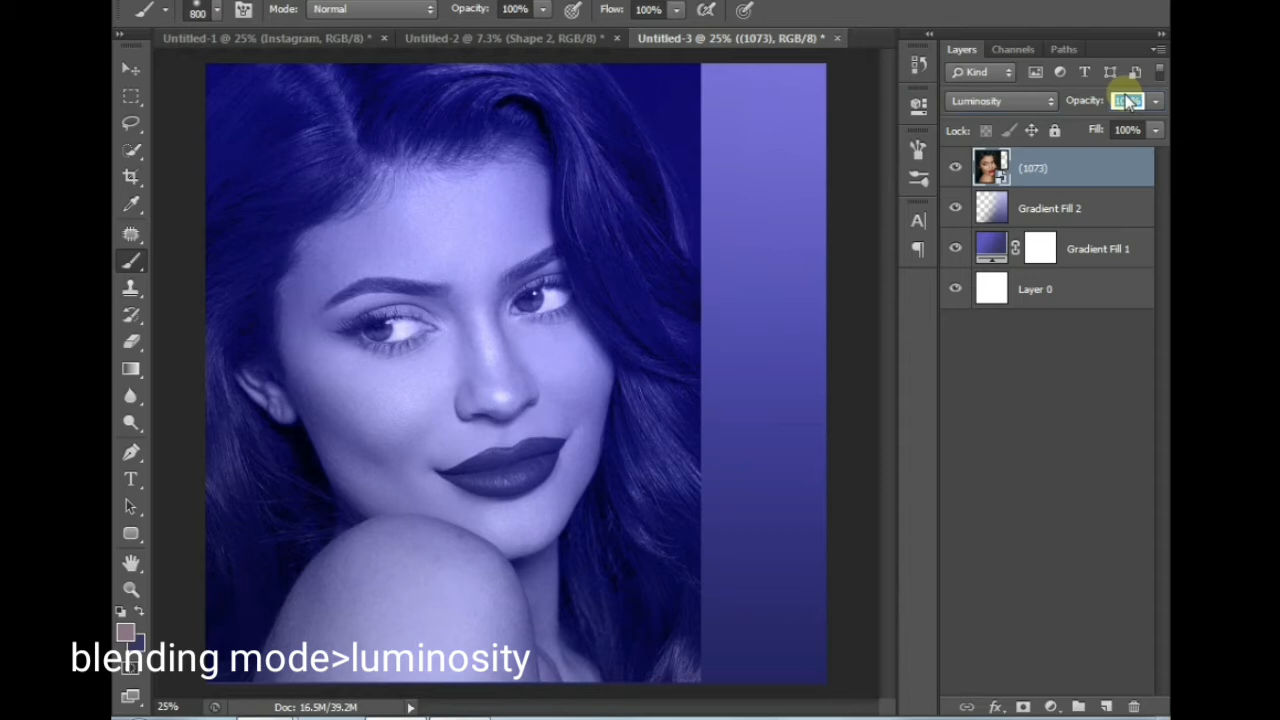 800
Mode: Normal
Opacity: 100%
Flow: 100%
Untitled-1 @ 25% (Instagram, RGB/8) * ×
Untitled-2 @ 7.3% (Shape 2, RGB/8) * ×
Untitled-3 @ 25% ((1073), RGB/8) * ×
Layers Channels Paths
Kind
Luminosity
Opacity:
Lock:
Fill: 100%
(1073)
Gradient Fill 2
Gradient Fill 1
Layer 0
blending mode>luminosity
25%
Doc: 16.5M/39.2M